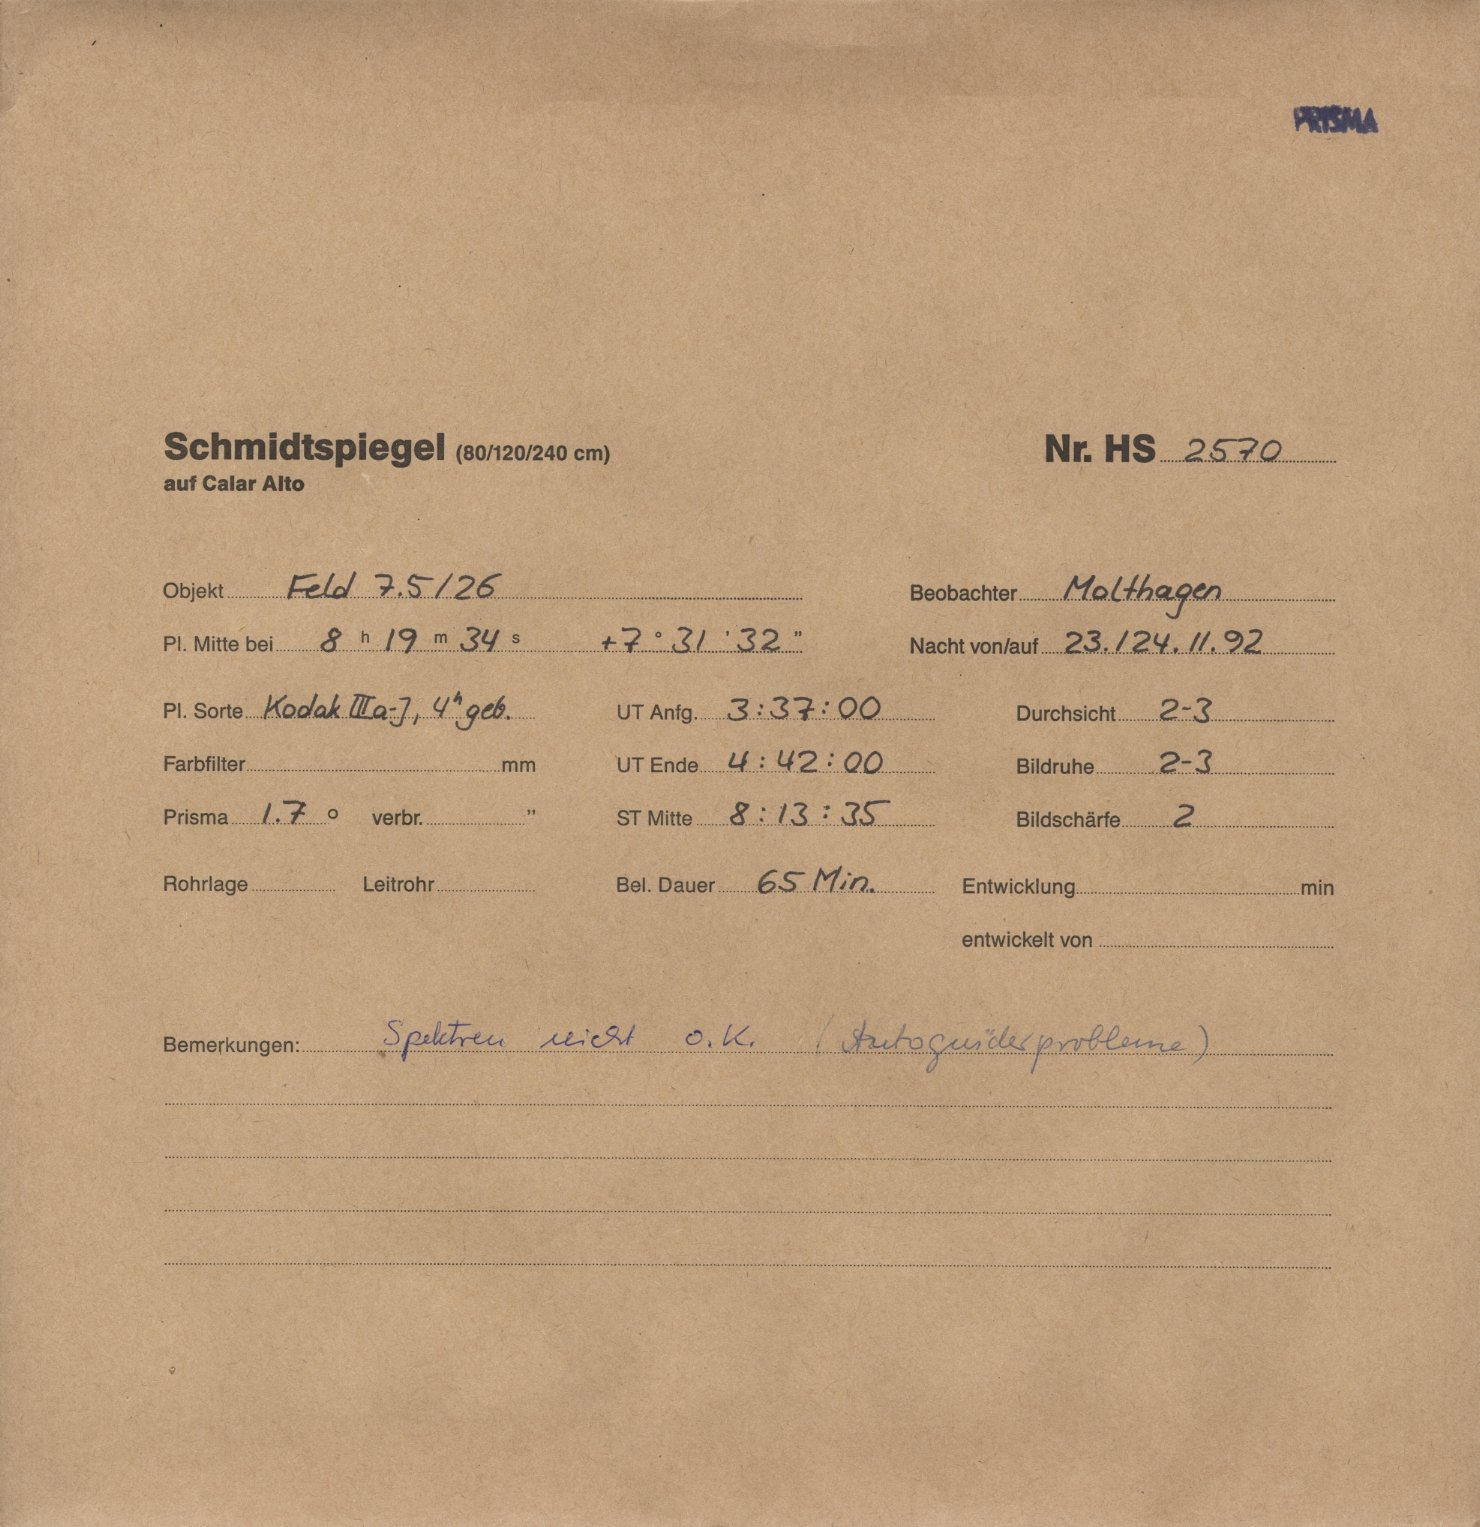 PRISMA
Schmidtspiegel (80/120/240 cm) Nr. HS 2570
auf Calar Alto
Objekt Feld 7.5/26 Beobachter Molthagen
Pl. Mitte bei 8 h 19 m 34 s +7 ° 31 ' 32 " Nacht von/auf 23./24.11.92
Pl. Sorte Kodak IIIa-J, 4h geb. UT Anfg. 3:37:00 Durchsicht 2-3
Farbfilter mm UT Ende 4:42:00 Bildruhe 2-3
Prisma 1.7 ° verbr. " ST Mitte 8:13:35 Bildschärfe 2
Rohrlage Leitrohr Bel. Dauer 65 Min. Entwicklung min
entwickelt von
Bemerkungen: Spektren nicht o.K. (Autoguiderprobleme)